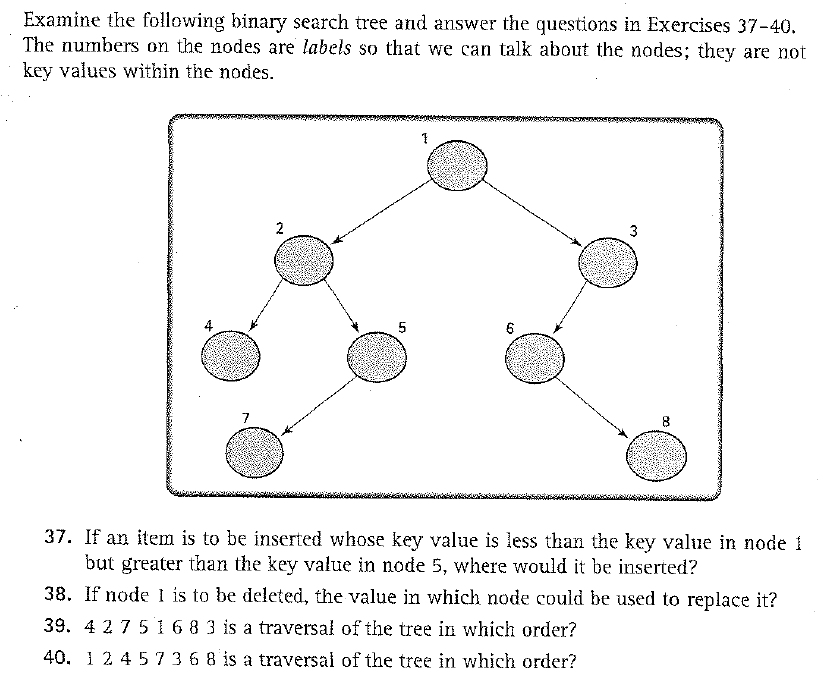 Examine the following binary search tree and answer the questions in Exercises 37-40.
The numbers on the nodes are labels so that we can talk about the nodes; they are not
key values within the nodes.
1
2
3
4
5
6
7
8
37. If an item is to be inserted whose key value is less than the key value in node 1
but greater than the key value in node 5, where would it be inserted?
38. If node 1 is to be deleted, the value in which node could be used to replace it?
39. 4 2 7 5 1 6 8 3 is a traversal of the tree in which order?
40. 1 2 4 5 7 3 6 8 is a traversal of the tree in which order?